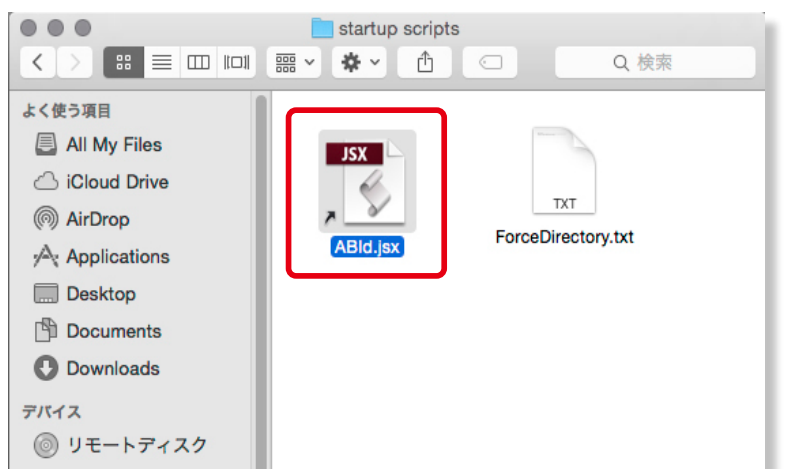 startup scripts
検索
よく使う項目
All My Files
iCloud Drive
AirDrop
Applications
Desktop
Documents
Downloads
デバイス
リモートディスク
JSX
ABId.jsx
TXT
ForceDirectory.txt